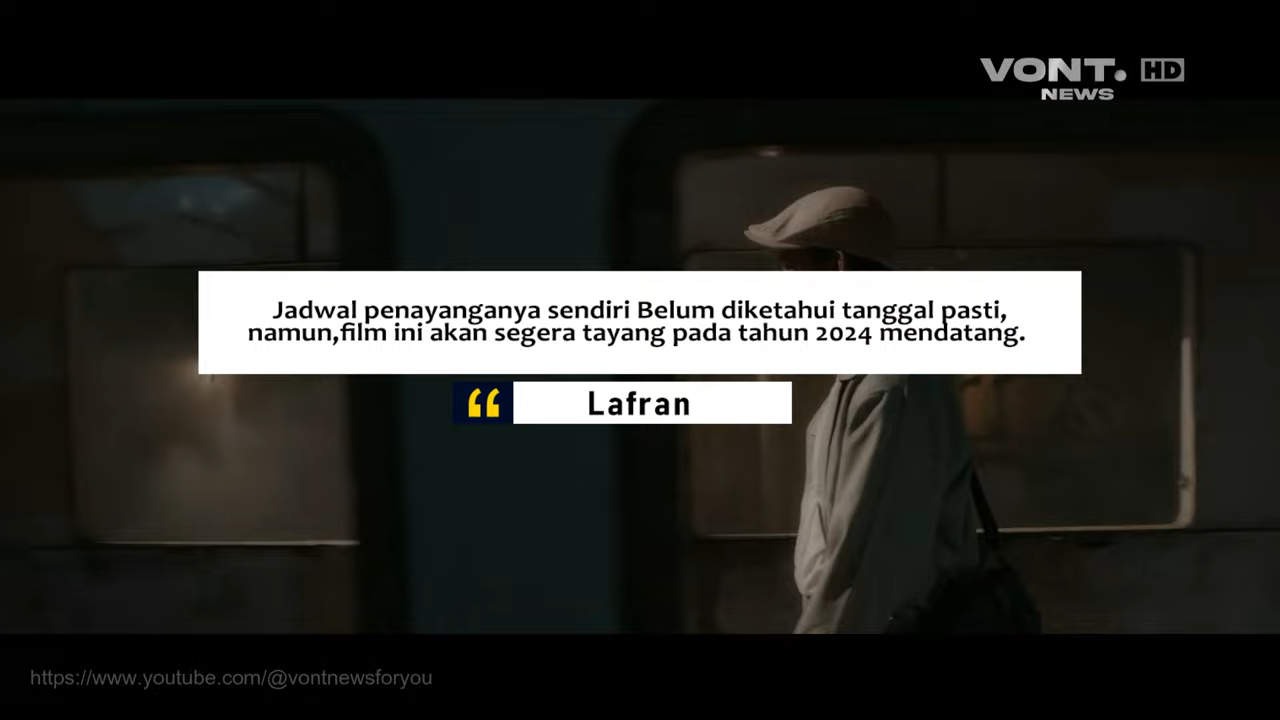 VONT. HD
NEWS
Jadwal penayanganya sendiri Belum diketahui tanggal pasti,
namun,film ini akan segera tayang pada tahun 2024 mendatang.
“ Lafran
https://www.youtube.com/@vontnewsforyou